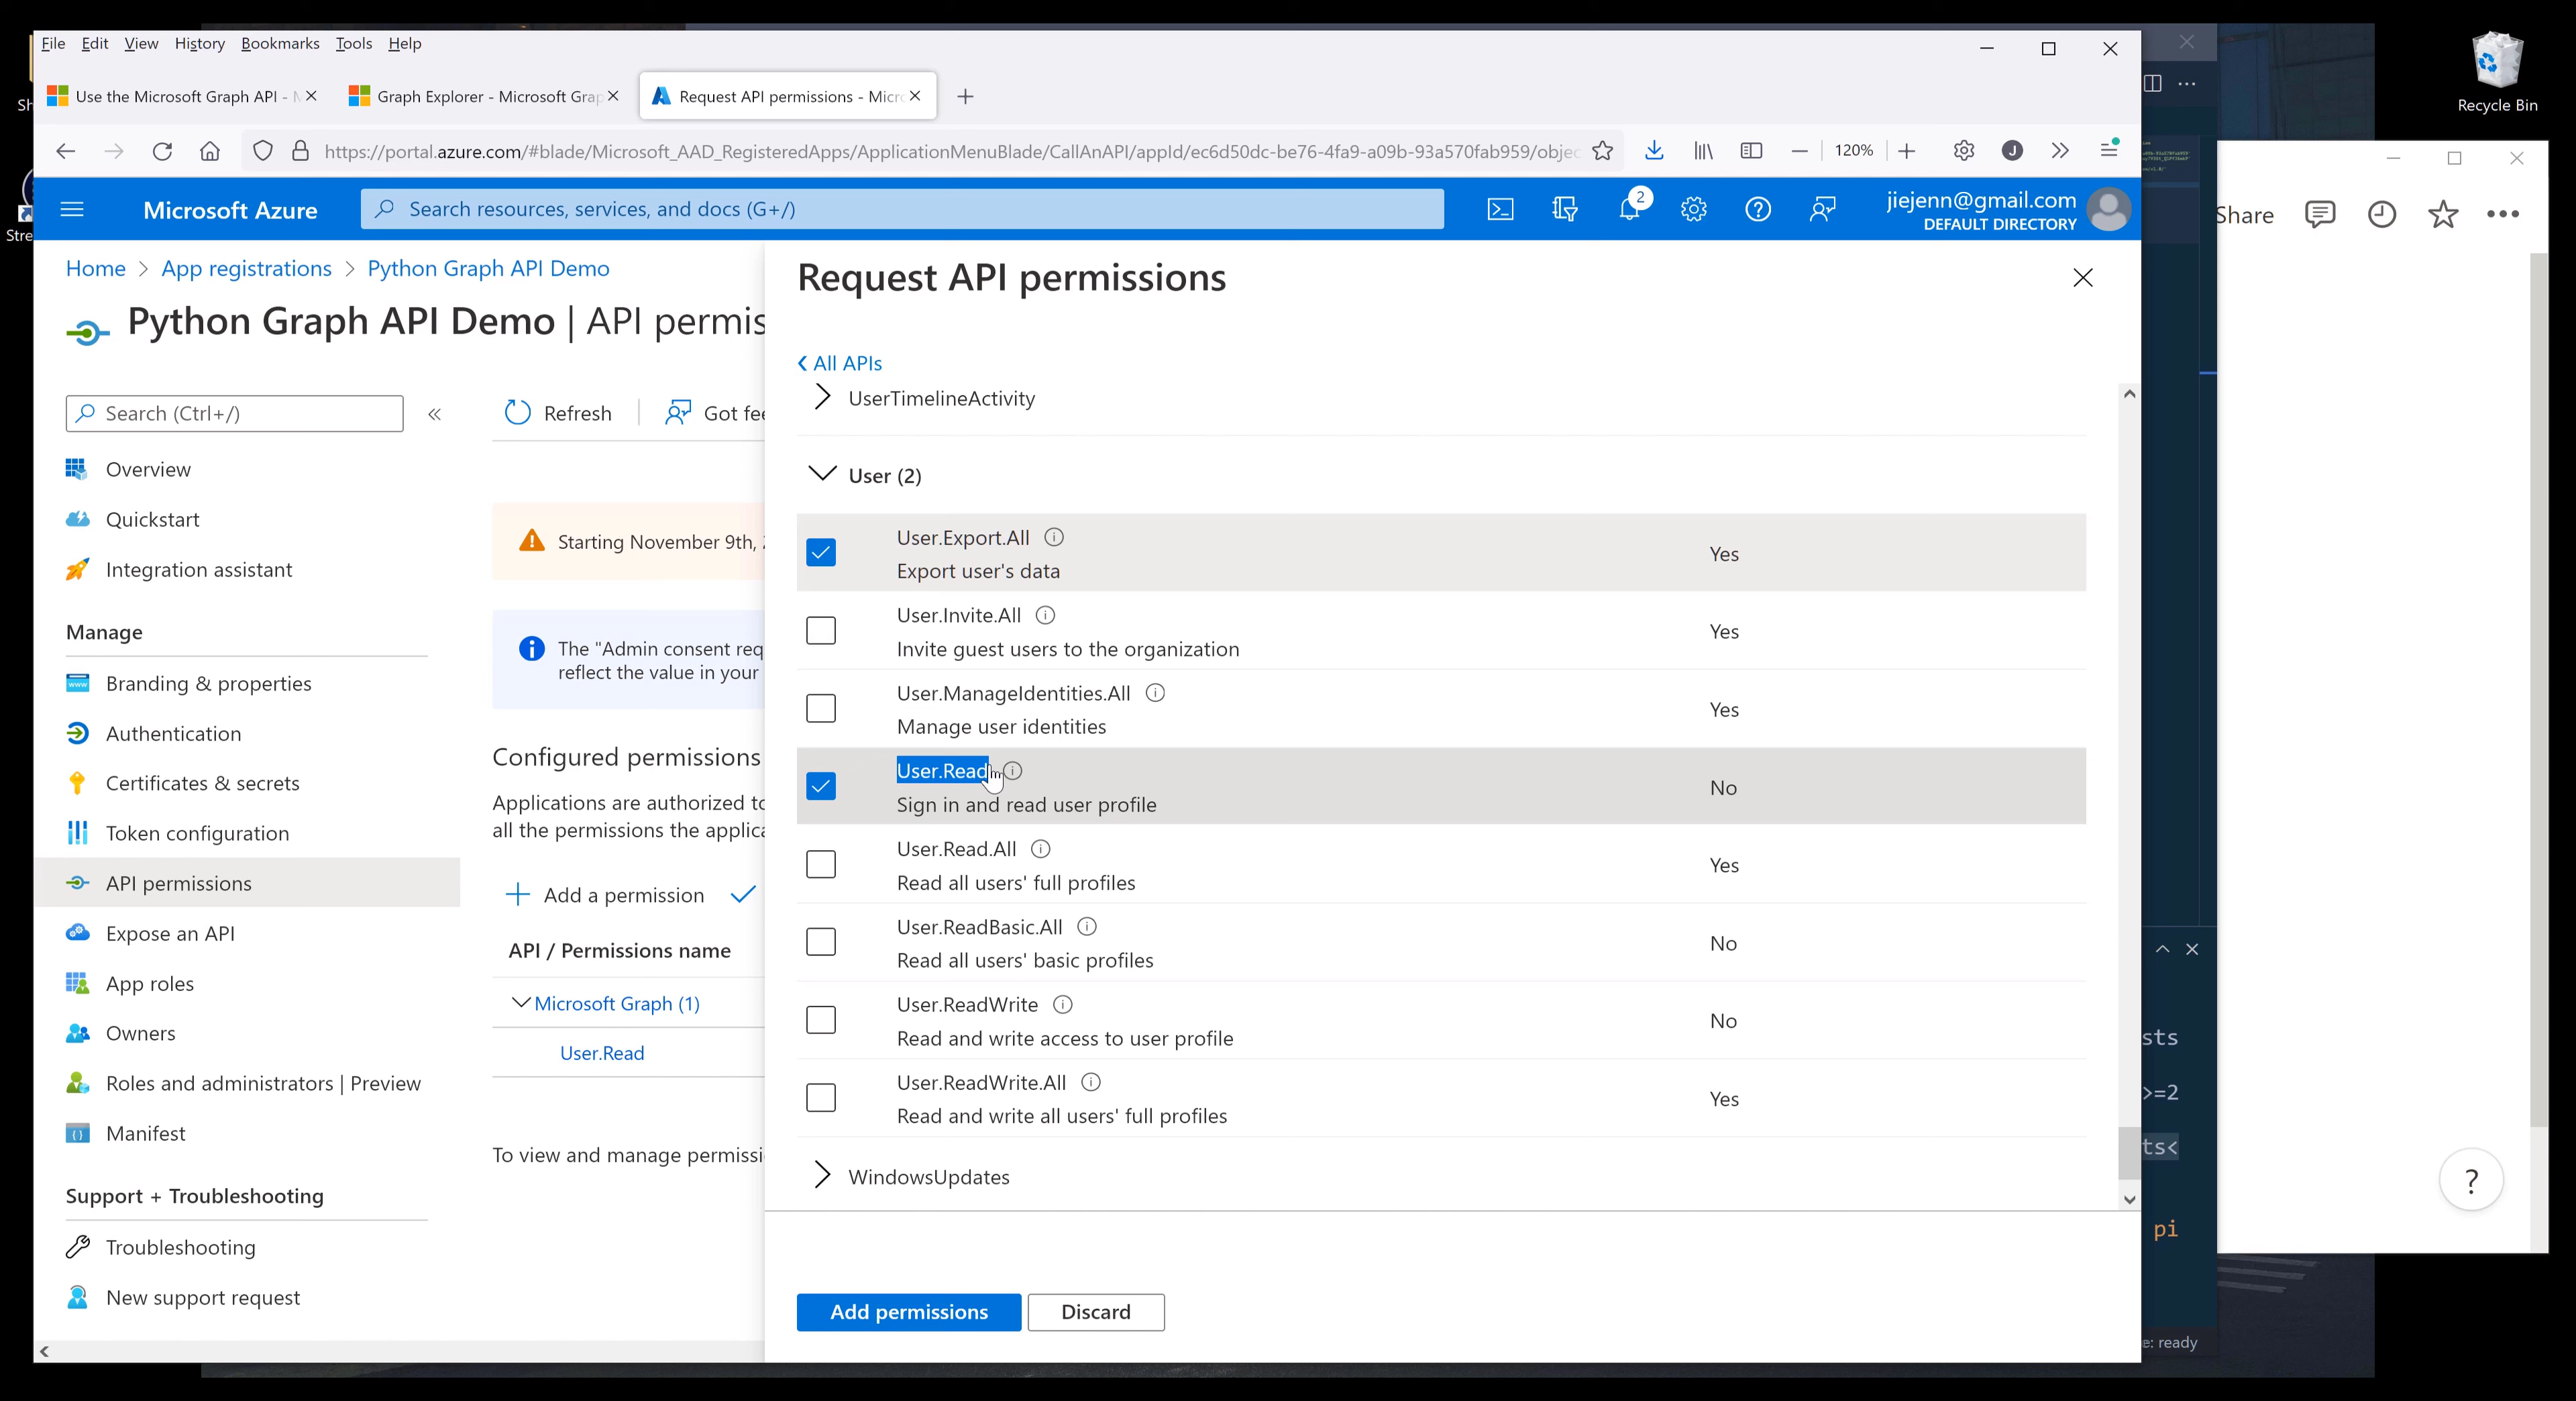 File Edit View History Bookmarks Tools Help
Recycle Bin
Use the Microsoft Graph API -
Graph Explorer - Microsoft Grap
Request API permissions - Micr
https://portal.azure.com/#blade/Microsoft_AAD_RegisteredApps/ApplicationMenuBlade/CallAnAPI/appId/ec6d50dc-be76-4fa9-a09b-93a570fab959/objec
120%
J
Microsoft Azure
Search resources, services, and docs (G+/)
2
jiejenn@gmail.com
DEFAULT DIRECTORY
Share
Stre
Home > App registrations > Python Graph API Demo
Python Graph API Demo | API permis
Search (Ctrl+/)
Overview
Quickstart
Integration assistant
Manage
Branding & properties
Authentication
Certificates & secrets
Token configuration
API permissions
Expose an API
App roles
Owners
Roles and administrators | Preview
Manifest
Support + Troubleshooting
Troubleshooting
New support request
Refresh
Got fee
Starting November 9th,
The "Admin consent req
reflect the value in your
Configured permissions
Applications are authorized to
all the permissions the applica
Add a permission
API / Permissions name
Microsoft Graph (1)
User.Read
To view and manage permissi
Request API permissions
All APIs
UserTimelineActivity
User (2)
User.Export.All
Export user's data
Yes
User.Invite.All
Invite guest users to the organization
Yes
User.ManageIdentities.All
Manage user identities
Yes
User.Read
Sign in and read user profile
No
User.Read.All
Read all users' full profiles
Yes
User.ReadBasic.All
Read all users' basic profiles
No
User.ReadWrite
Read and write access to user profile
No
User.ReadWrite.All
Read and write all users' full profiles
Yes
WindowsUpdates
Add permissions
Discard
sts
>=2
ts<
pi
e: ready
?